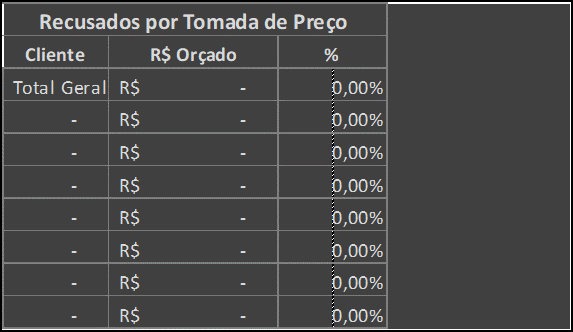 Recusados por Tomada de Preço
Cliente R$ Orçado %
Total Geral R$ - 0,00%
- R$ - 0,00%
- R$ - 0,00%
- R$ - 0,00%
- R$ - 0,00%
- R$ - 0,00%
- R$ - 0,00%
- R$ - 0,00%